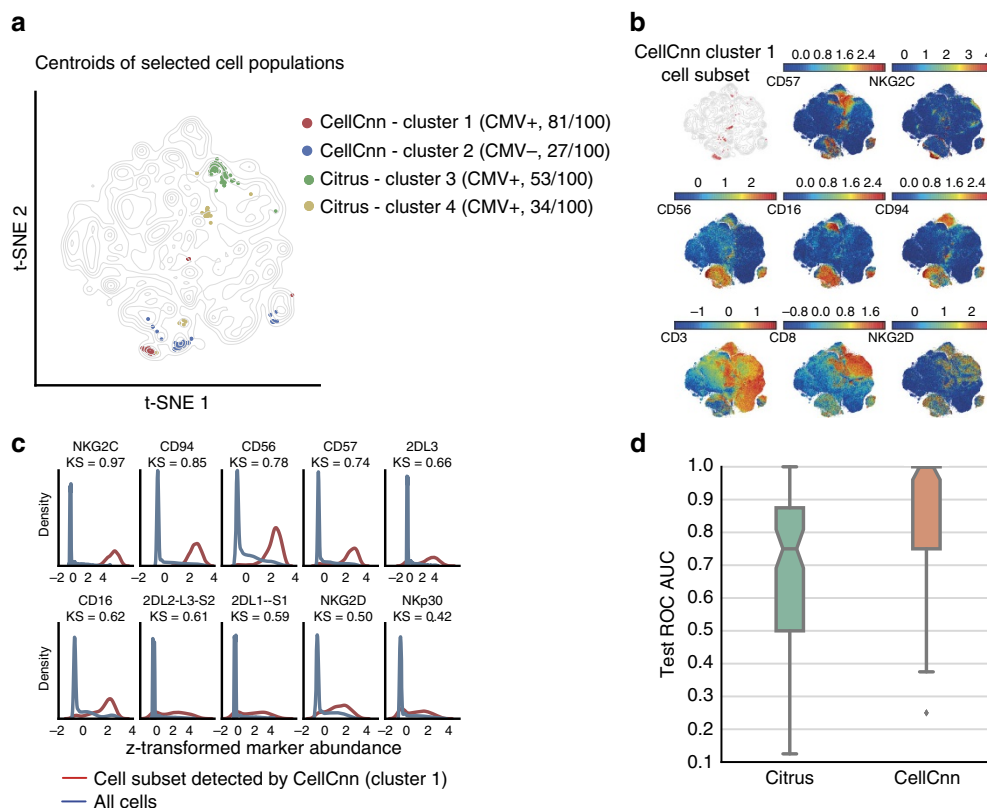 a
Centroids of selected cell populations
t-SNE 2
t-SNE 1
CellCnn - cluster 1 (CMV+, 81/100)
CellCnn - cluster 2 (CMV–, 27/100)
Citrus - cluster 3 (CMV+, 53/100)
Citrus - cluster 4 (CMV+, 34/100)
b
CellCnn cluster 1
cell subset
0.0 0.8 1.6 2.4
CD57
0 1 2 3 4
NKG2C
0 1 2
CD56
0.0 0.8 1.6 2.4
CD16
0.0 0.8 1.6 2.4
CD94
–1 0 1
CD3
–0.8 0.0 0.8 1.6
CD8
0 1 2
NKG2D
c
NKG2C
KS = 0.97
CD94
KS = 0.85
CD56
KS = 0.78
CD57
KS = 0.74
2DL3
KS = 0.66
Density
–2 0 2 4
–2 0 2 4
–2 0 2 4
–2 0 2 4
–2 0 2 4
CD16
KS = 0.62
2DL2-L3-S2
KS = 0.61
2DL1--S1
KS = 0.59
NKG2D
KS = 0.50
NKp30
KS = 0.42
Density
–2 0 2 4
–2 0 2 4
–2 0 2 4
–2 0 2 4
–2 0 2 4
z-transformed marker abundance
Cell subset detected by CellCnn (cluster 1)
All cells
d
Test ROC AUC
1.0
0.9
0.8
0.7
0.6
0.5
0.4
0.3
0.2
0.1
Citrus
CellCnn